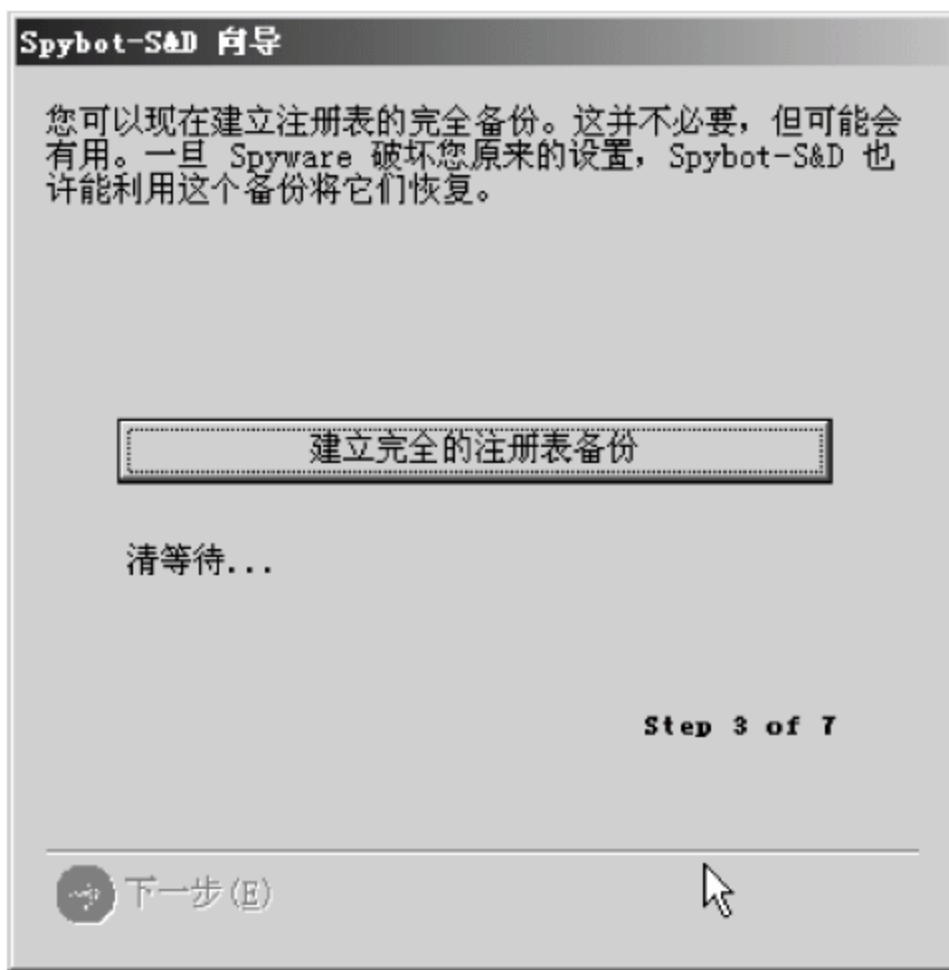 Spybot-S&D 向导
您可以现在建立注册表的完全备份。这并不必要，但可能会
有用。一旦 Spyware 破坏您原来的设置，Spybot-S&D 也
许能利用这个备份将它们恢复。
建立完全的注册表备份
清等待...
Step 3 of 7
下一步(E)